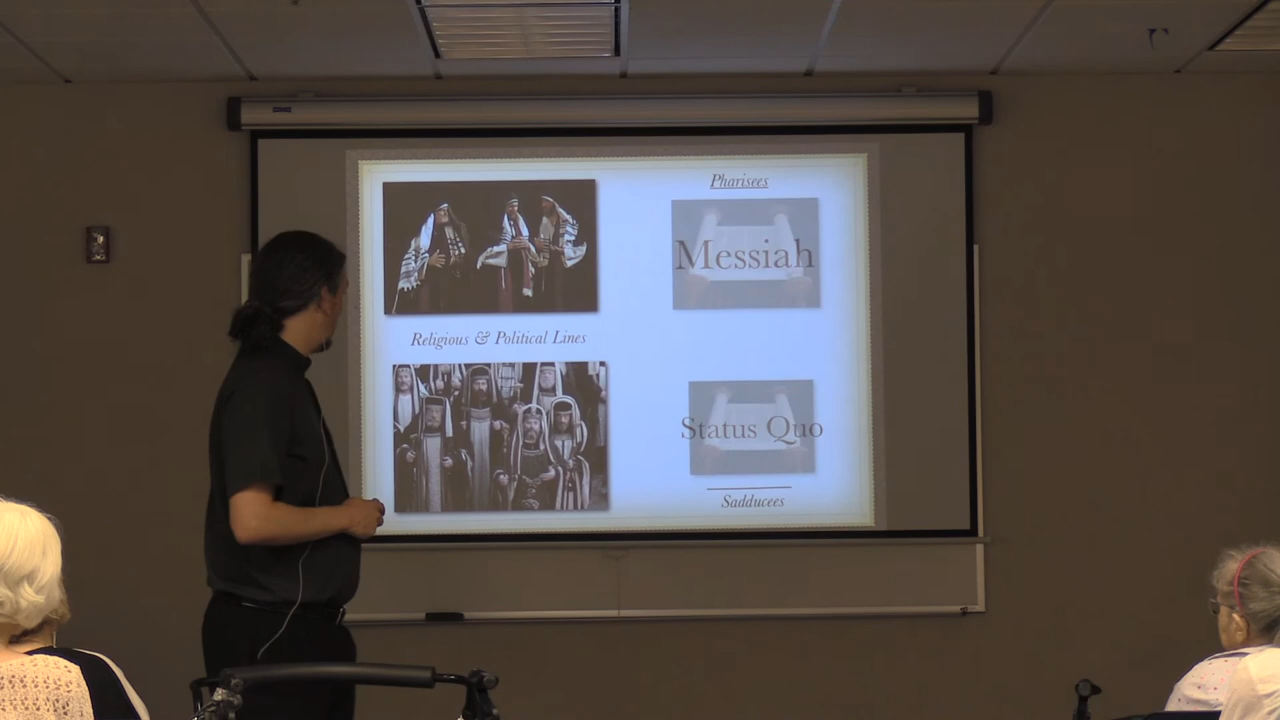 Pharisees
Messiah
Religious & Political Lines
Status Quo
Sadducees